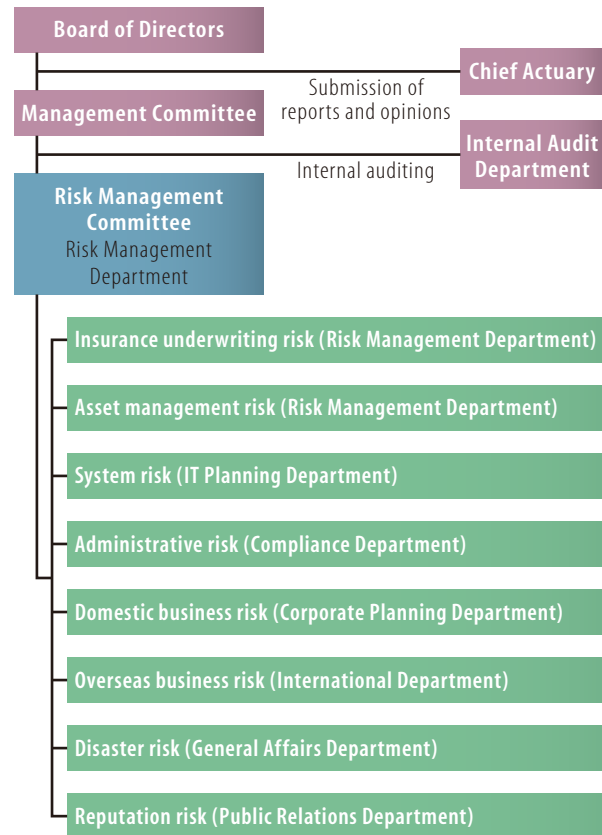 Board of Directors
Chief Actuary
Submission of
reports and opinions
Management Committee
Internal Audit
Department
Internal auditing
Risk Management
Committee
Risk Management
Department
Insurance underwriting risk (Risk Management Department)
Asset management risk (Risk Management Department)
System risk (IT Planning Department)
Administrative risk (Compliance Department)
Domestic business risk (Corporate Planning Department)
Overseas business risk (International Department)
Disaster risk (General Affairs Department)
Reputation risk (Public Relations Department)